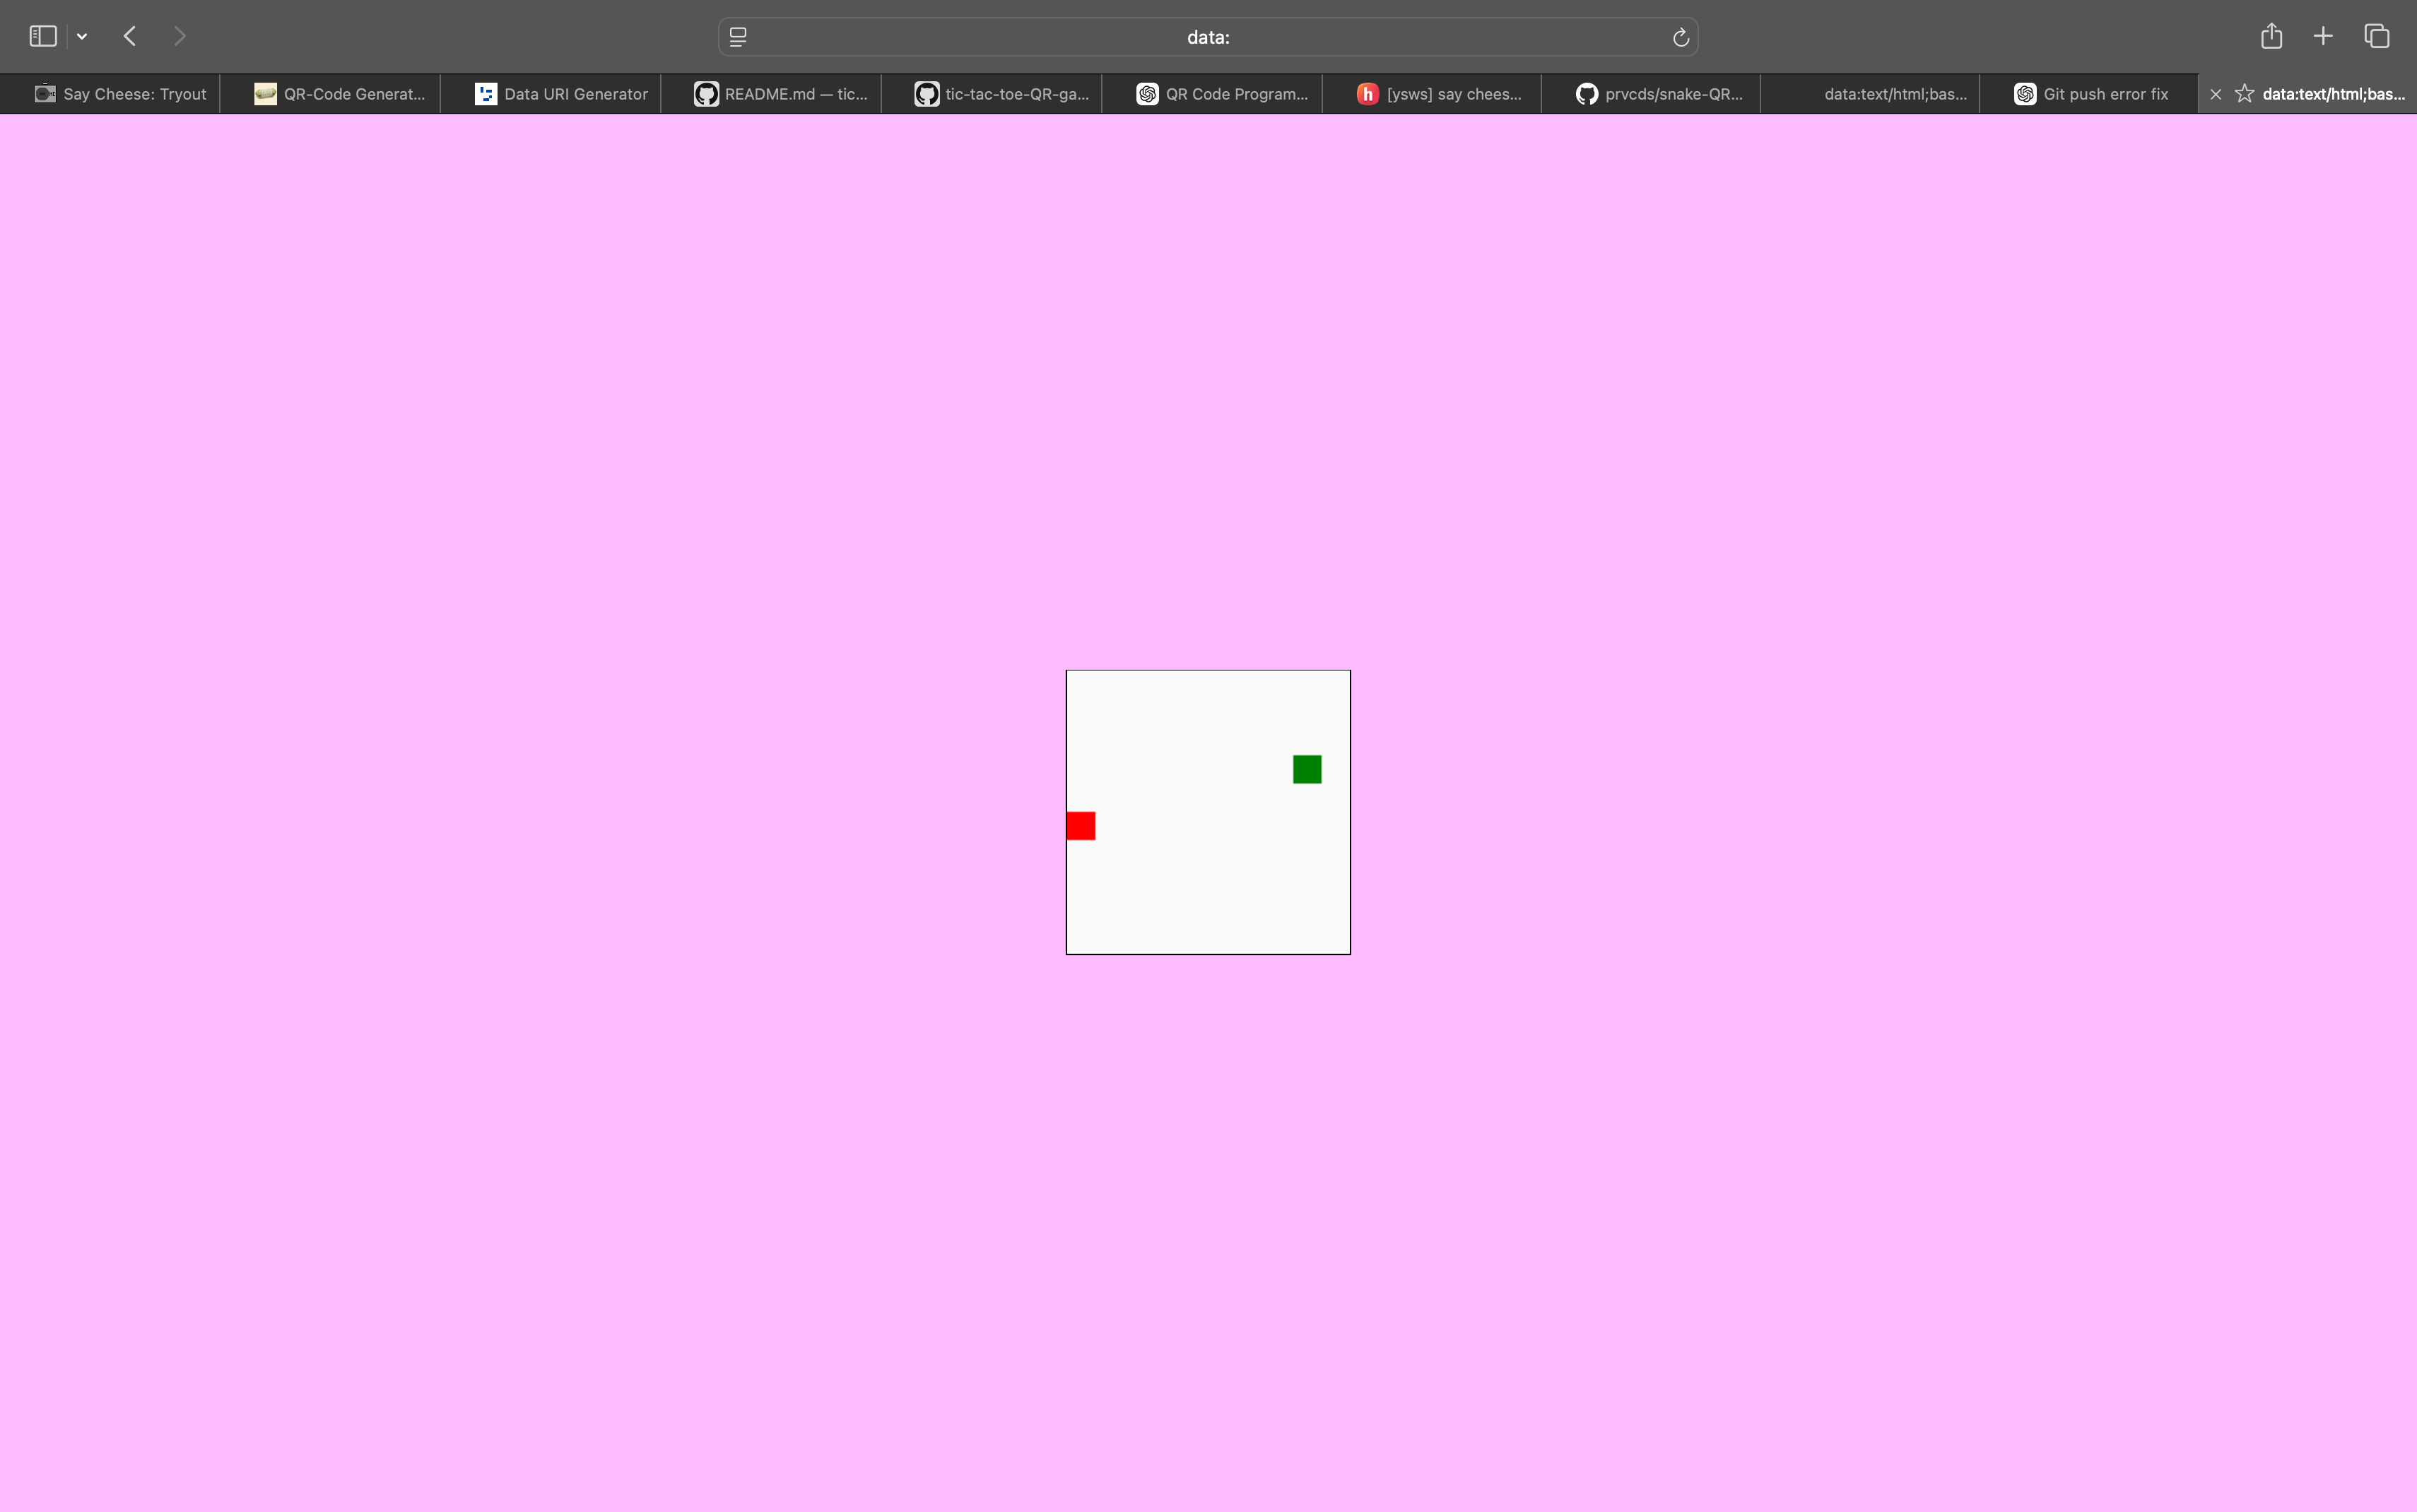 data:
Say Cheese: Tryout
QR-Code Generat...
Data URI Generator
README.md — tic...
tic-tac-toe-QR-ga...
QR Code Program...
h
[ysws] say chees...
prvcds/snake-QR...
data:text/html;bas...
Git push error fix
data:text/html;bas...